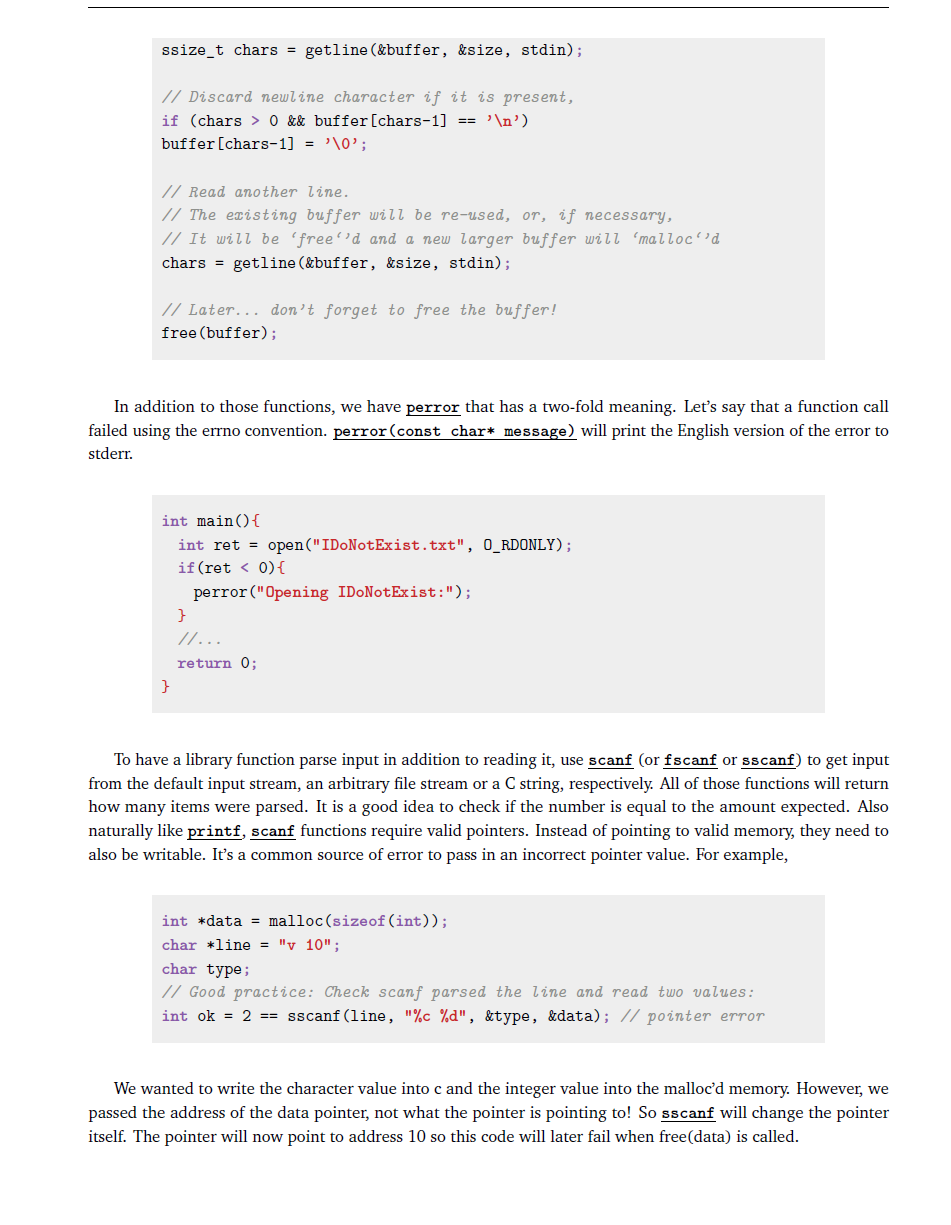 ssize_t chars = getline(&buffer, &size, stdin);
// Discard newline character if it is present,
if (chars > 0 && buffer[chars-1] == ’\n’)
buffer[chars-1] = ’\0’;
// Read another line.
// The existing buffer will be re-used, or, if necessary,
// It will be ‘free‘’d and a new larger buffer will ‘malloc‘’d
chars = getline(&buffer, &size, stdin);
// Later... don’t forget to free the buffer!
free(buffer);
In addition to those functions, we have perror that has a two-fold meaning. Let’s say that a function call
failed using the errno convention. perror(const char* message) will print the English version of the error to
stderr.
int main(){
int ret = open("IDoNotExist.txt", O_RDONLY);
if(ret < 0){
perror("Opening IDoNotExist:");
}
//...
return 0;
}
To have a library function parse input in addition to reading it, use scanf (or fscanf or sscanf) to get input
from the default input stream, an arbitrary file stream or a C string, respectively. All of those functions will return
how many items were parsed. It is a good idea to check if the number is equal to the amount expected. Also
naturally like printf, scanf functions require valid pointers. Instead of pointing to valid memory, they need to
also be writable. It’s a common source of error to pass in an incorrect pointer value. For example,
int *data = malloc(sizeof(int));
char *line = "v 10";
char type;
// Good practice: Check scanf parsed the line and read two values:
int ok = 2 == sscanf(line, "%c %d", &type, &data); // pointer error
We wanted to write the character value into c and the integer value into the malloc’d memory. However, we
passed the address of the data pointer, not what the pointer is pointing to! So sscanf will change the pointer
itself. The pointer will now point to address 10 so this code will later fail when free(data) is called.